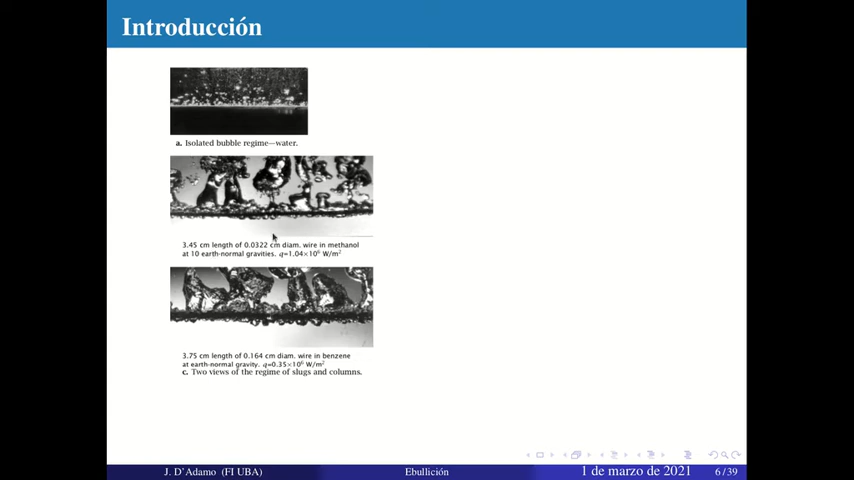 Introducción
a. Isolated bubble regime—water.
3.45 cm length of 0.0322 cm diam. wire in methanol
at 10 earth-normal gravities. q=1.04×10⁶ W/m²
3.75 cm length of 0.164 cm diam. wire in benzene
at earth-normal gravity. q=0.35×10⁶ W/m²
c. Two views of the regime of slugs and columns.
J. D'Adamo (FI UBA) Ebullición 1 de marzo de 2021 6 / 39